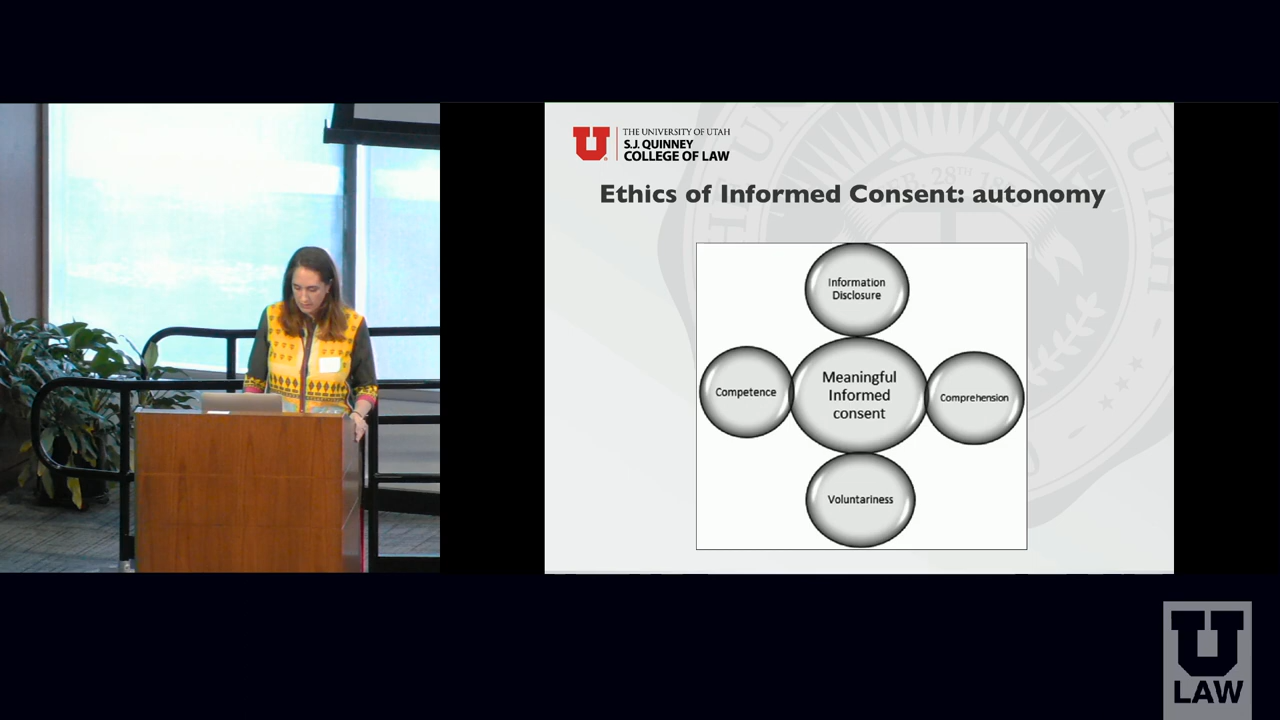 THE UNIVERSITY OF UTAH
S.J. QUINNEY
COLLEGE OF LAW
Ethics of Informed Consent: autonomy
Information
Disclosure
Competence
Meaningful
Informed
consent
Comprehension
Voluntariness
U
LAW